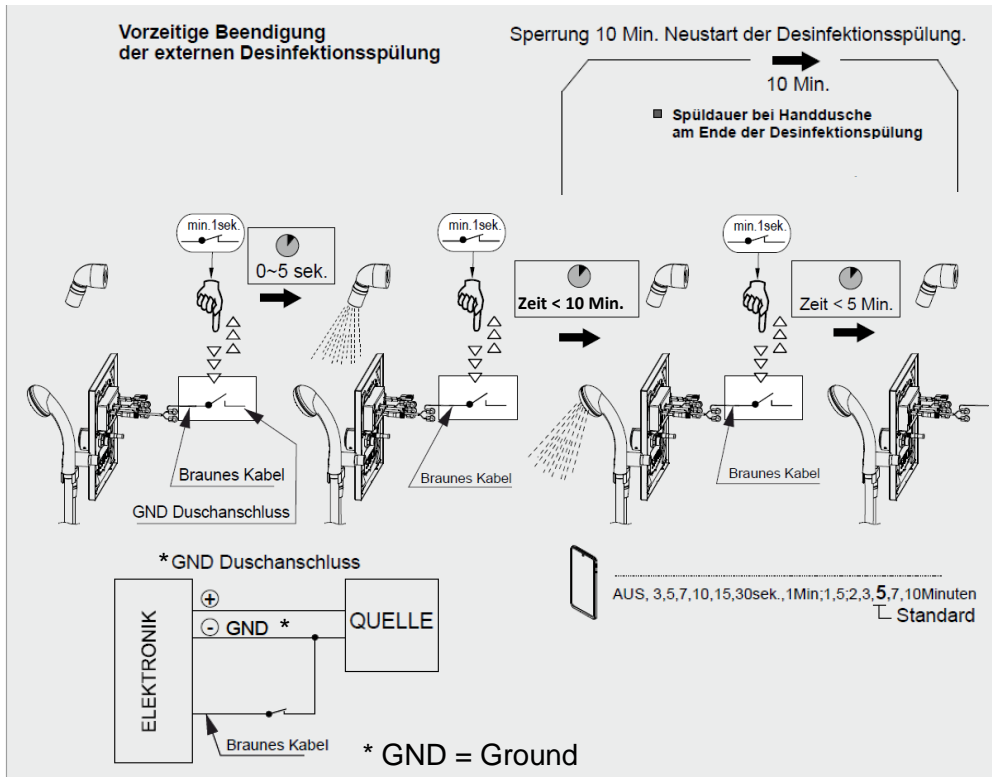 Vorzeitige Beendigung
der externen Desinfektionsspülung
Sperrung 10 Min. Neustart der Desinfektionsspülung.
10 Min.
Spüldauer bei Handdusche
am Ende der Desinfektionspülung
min.1sek.
0~5 sek.
min.1sek.
Zeit < 10 Min.
min.1sek.
Zeit < 5 Min.
Braunes Kabel
GND Duschanschluss
Braunes Kabel
Braunes Kabel
* GND Duschanschluss
ELEKTRONIK
+
- GND *
QUELLE
Braunes Kabel
AUS, 3,5,7,10,15,30sek.,1Min;1,5;2,3,5,7,10Minuten
Standard
* GND = Ground